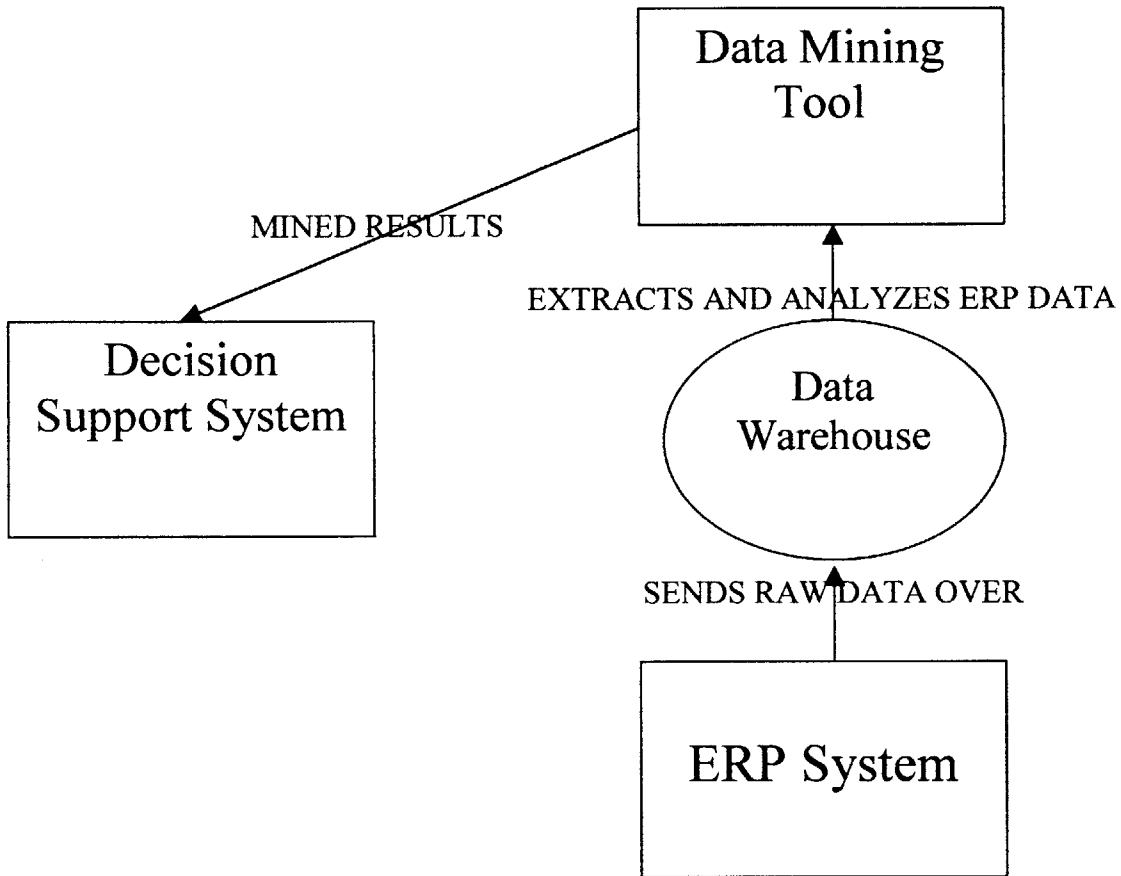 Data Mining
Tool
MINED RESULTS
EXTRACTS AND ANALYZES ERP DATA
Decision
Support System
Data
Warehouse
SENDS RAW DATA OVER
ERP System